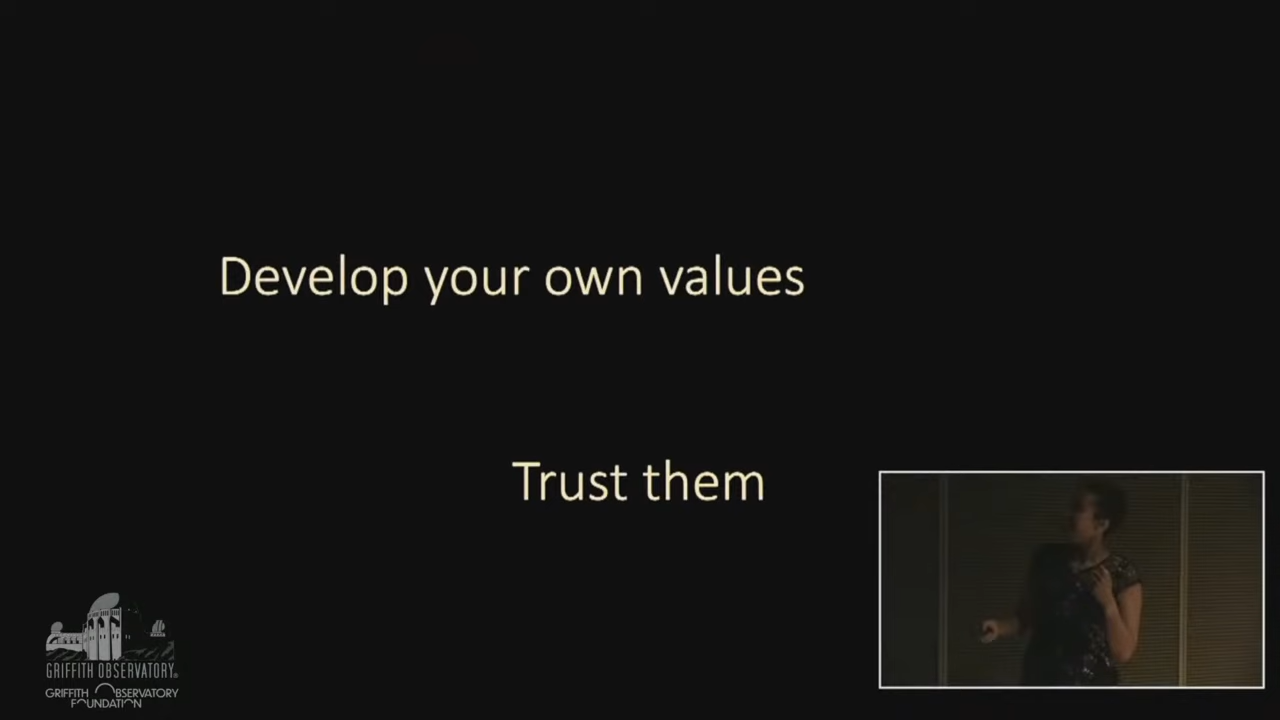 Develop your own values
Trust them
GRIFFITH OBSERVATORY
GRIFFITH OBSERVATORY
FOUNDATION